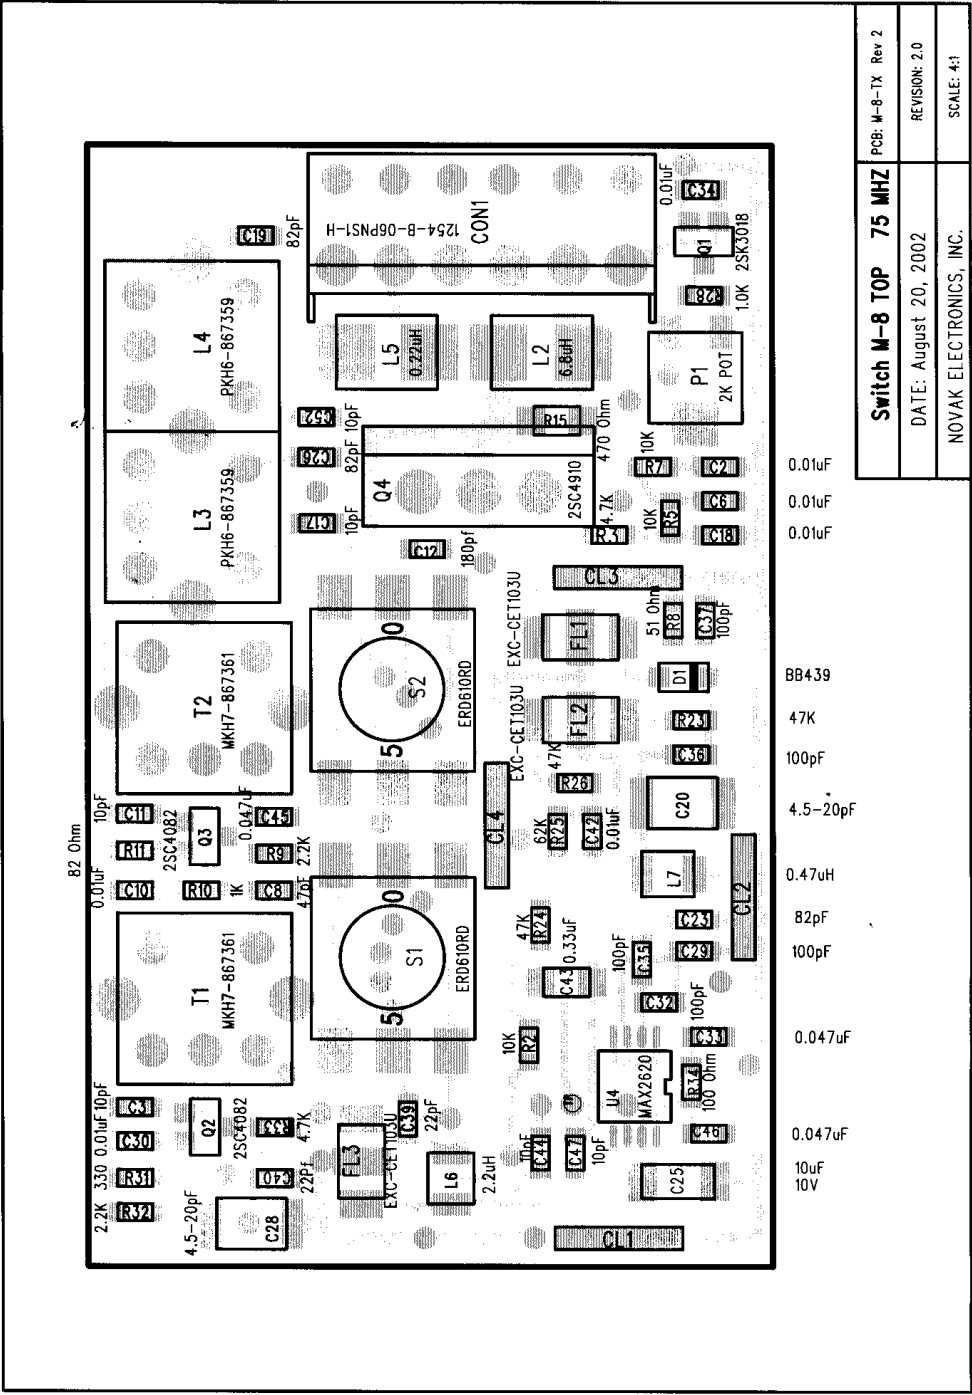 PCB: M-8-TX Rev 2
REVISION: 2.0
SCALE: 4:1
Switch M-8 TOP 75 MHZ
DATE: August 20, 2002
NOVAK ELECTRONICS, INC.
C19
82pF
L4
PKH6-867359
L3
PKH6-867359
CON1
1254-B-06PNS1-H
0.01uF
C34
Q1
2SK3018
R28
1.0K
L5
0.22uH
L2
6.8uH
P1
2K POT
C52
10pF
C26
82pF
C17
10pF
R15
470 Ohm
Q4
2SC4910
10K
R7
C2
0.01uF
C6
0.01uF
C18
0.01uF
10K
R5
4.7K
R3
C12
180pf
CL3
51 Ohm
R8
C37
100pF
EXC-CET103U
FL1
EXC-CET103U
FL2
T2
MKH7-867361
0
5
S2
ERD610RD
D1
BB439
R23
47K
C36
100pF
47K
R26
C20
4.5-20pF
62K
R25
C42
0.01uF
CL4
82 Ohm
10pF
C11
R11
0.01uF
C10
2SC4082
Q3
R10
1K
0.047uF
C45
R9
2.2K
C8
4.7pF
L7
0.47uH
CL2
C23
82pF
C29
100pF
47K
R24
0.33uF
C43
100pF
C35
C32
100pF
C33
0.047uF
T1
MKH7-867361
0
5
S1
ERD610RD
10K
R2
U4
MAX2620
R34
100 Ohm
C46
0.047uF
10pF
C3
0.01uF
C30
330
R31
2.2K
R32
Q2
2SC4082
R33
4.7K
C40
22Pf
4.5-20pF
C28
FL3
EXC-CET103U
C39
22pF
L6
2.2uH
10pF
C44
C47
10pF
C25
10uF
10V
CL1